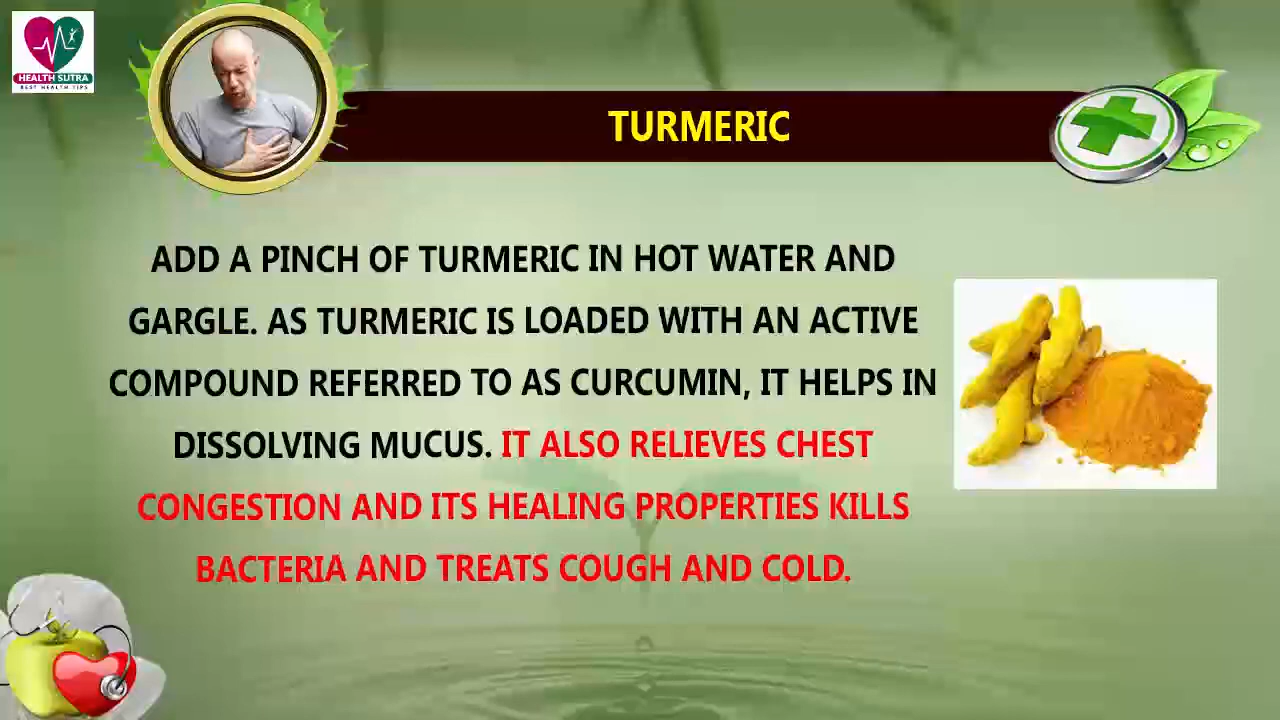 HEALTH SUTRA
BEST HEALTH TIPS
TURMERIC
ADD A PINCH OF TURMERIC IN HOT WATER AND
GARGLE. AS TURMERIC IS LOADED WITH AN ACTIVE
COMPOUND REFERRED TO AS CURCUMIN, IT HELPS IN
DISSOLVING MUCUS. IT ALSO RELIEVES CHEST
CONGESTION AND ITS HEALING PROPERTIES KILLS
BACTERIA AND TREATS COUGH AND COLD.